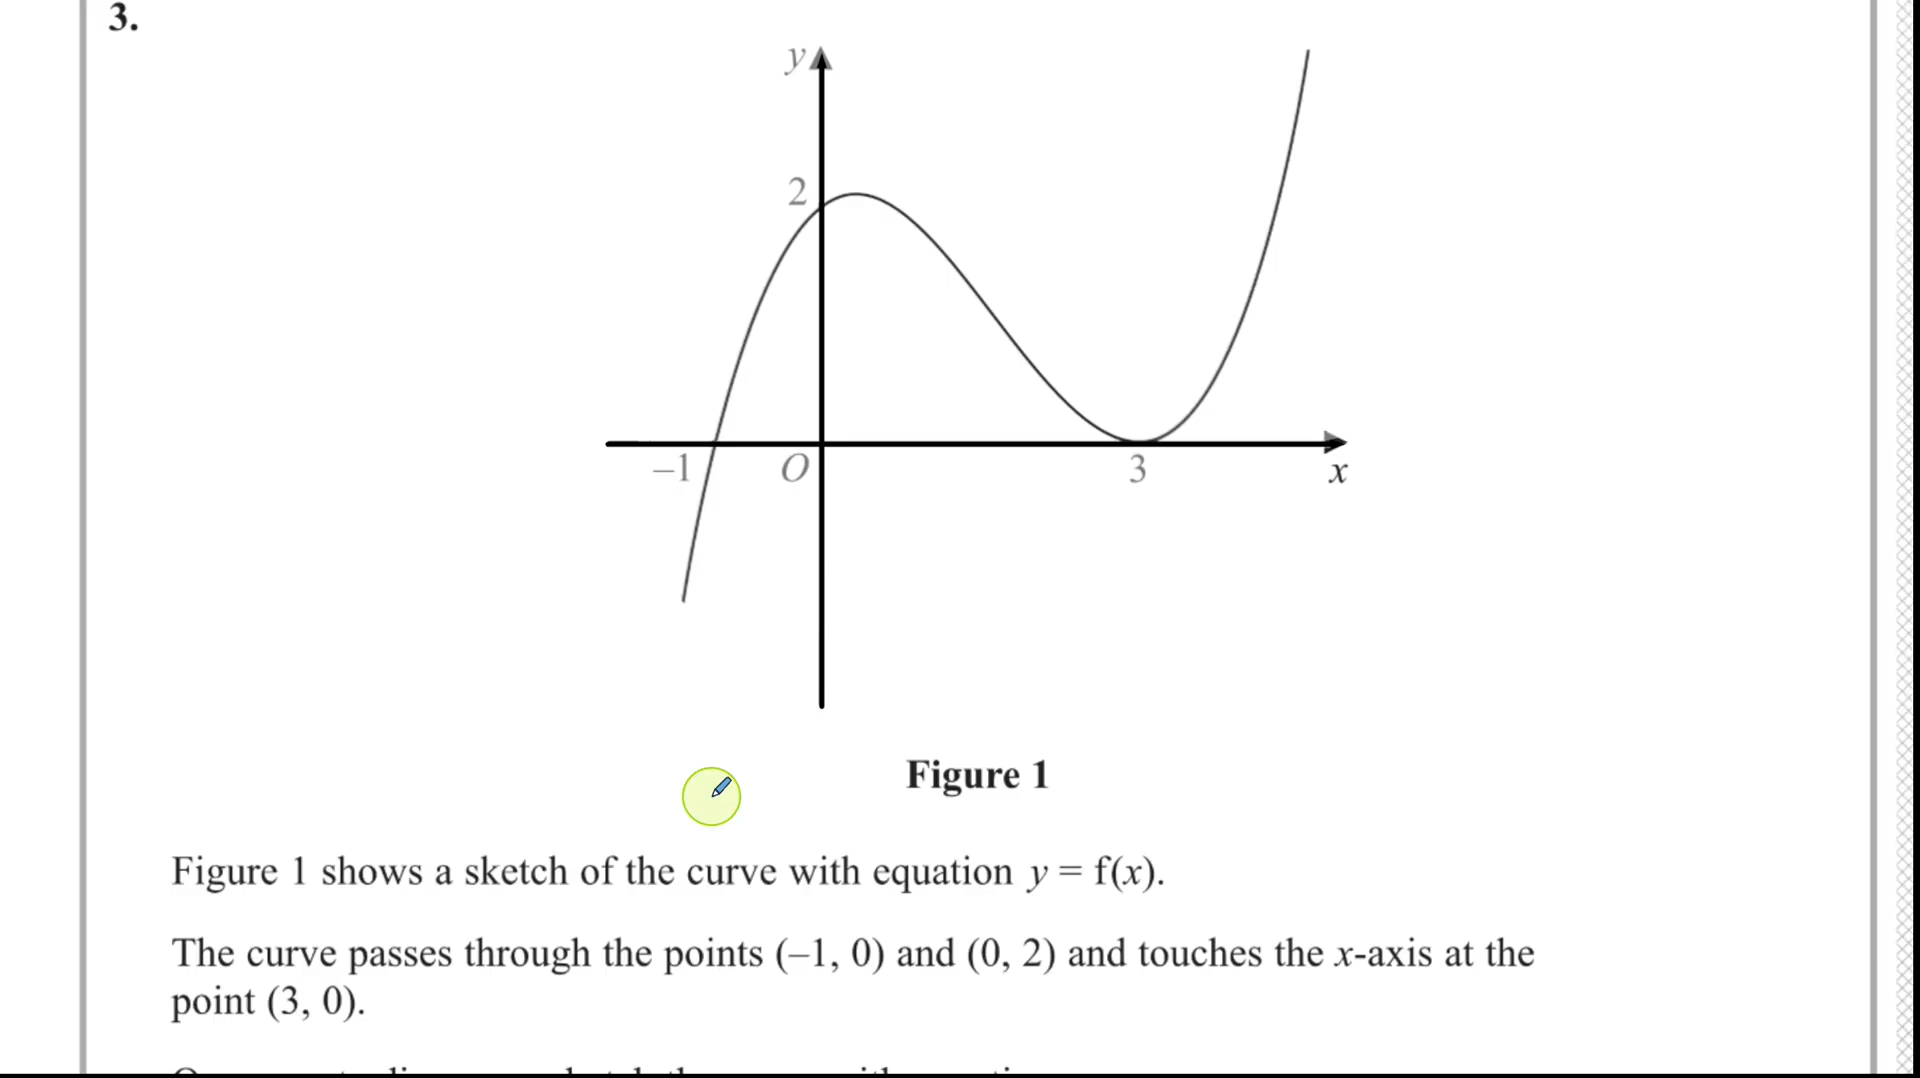 3.
y
2
–1 O 3 x
Figure 1
Figure 1 shows a sketch of the curve with equation y = f(x).
The curve passes through the points (–1, 0) and (0, 2) and touches the x-axis at the
point (3, 0).